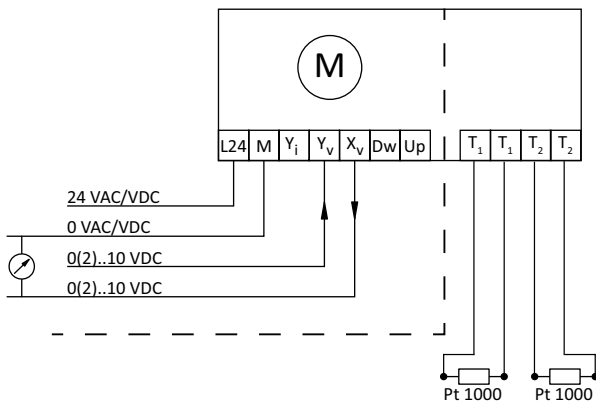 M
L24 M Yi Yv Xv Dw Up T1 T1 T2 T2
24 VAC/VDC
0 VAC/VDC
0(2)..10 VDC
0(2)..10 VDC
Pt 1000 Pt 1000